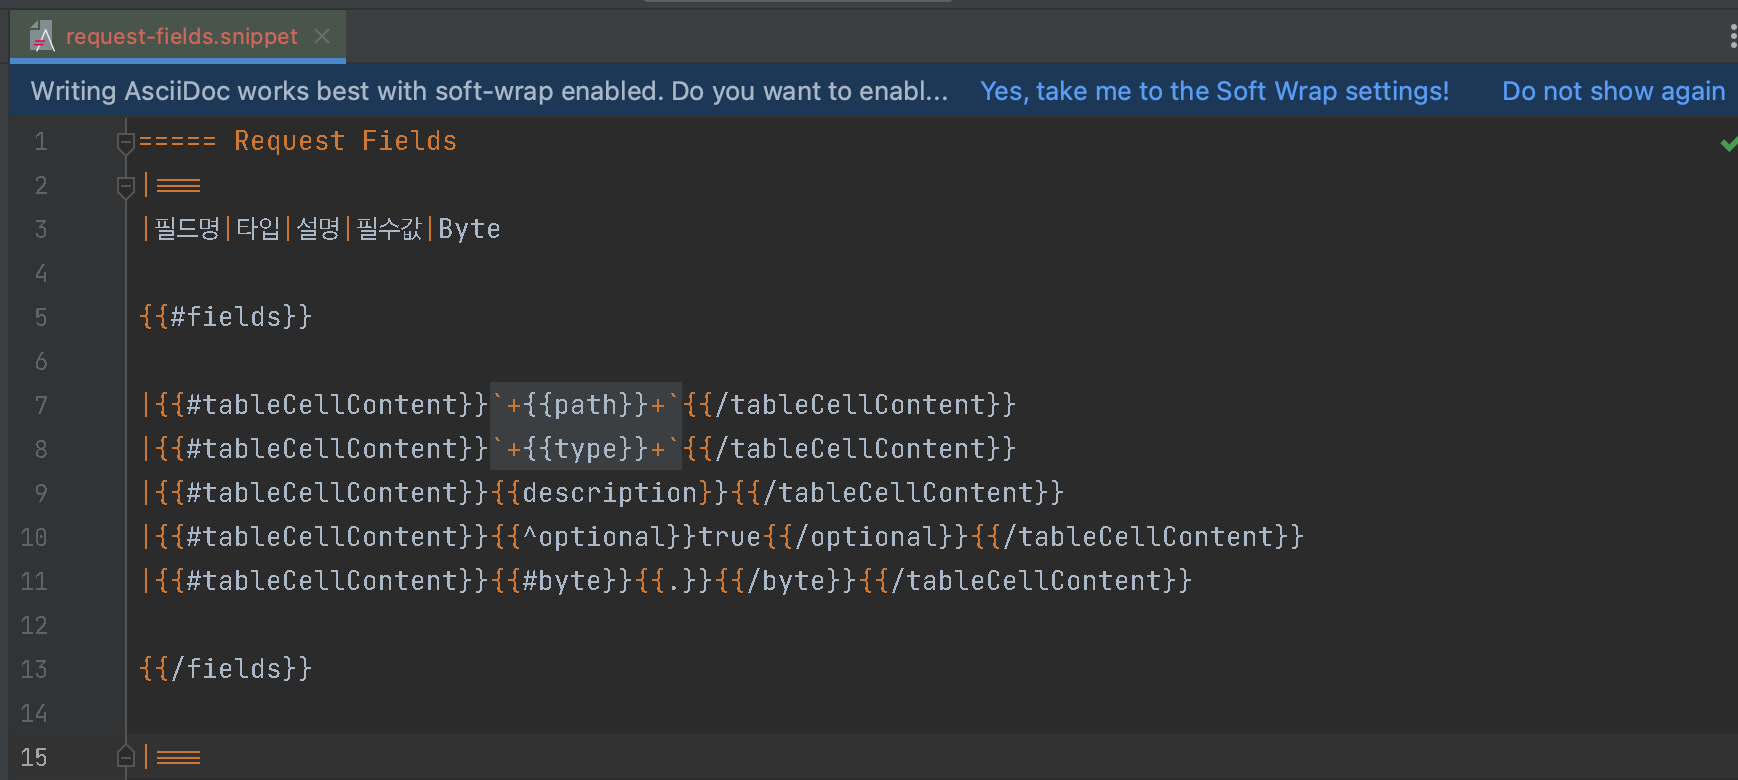 request-fields.snippet
Writing AsciiDoc works best with soft-wrap enabled. Do you want to enabl... Yes, take me to the Soft Wrap settings! Do not show again
1 ===== Request Fields
2 |===
3 |필드명|타입|설명|필수값|Byte
4
5 {{#fields}}
6
7 |{{#tableCellContent}}`+{{path}}+`{{/tableCellContent}}
8 |{{#tableCellContent}}`+{{type}}+`{{/tableCellContent}}
9 |{{#tableCellContent}}{{description}}{{/tableCellContent}}
10 |{{#tableCellContent}}{{^optional}}true{{/optional}}{{/tableCellContent}}
11 |{{#tableCellContent}}{{#byte}}{{.}}{{/byte}}{{/tableCellContent}}
12
13 {{/fields}}
14
15 |===